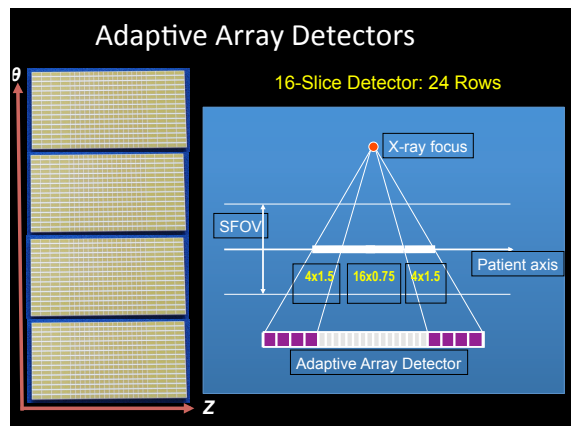 Adaptive Array Detectors
θ
16-Slice Detector: 24 Rows
X-ray focus
SFOV
Patient axis
4x1.5 16x0.75 4x1.5
Adaptive Array Detector
Z